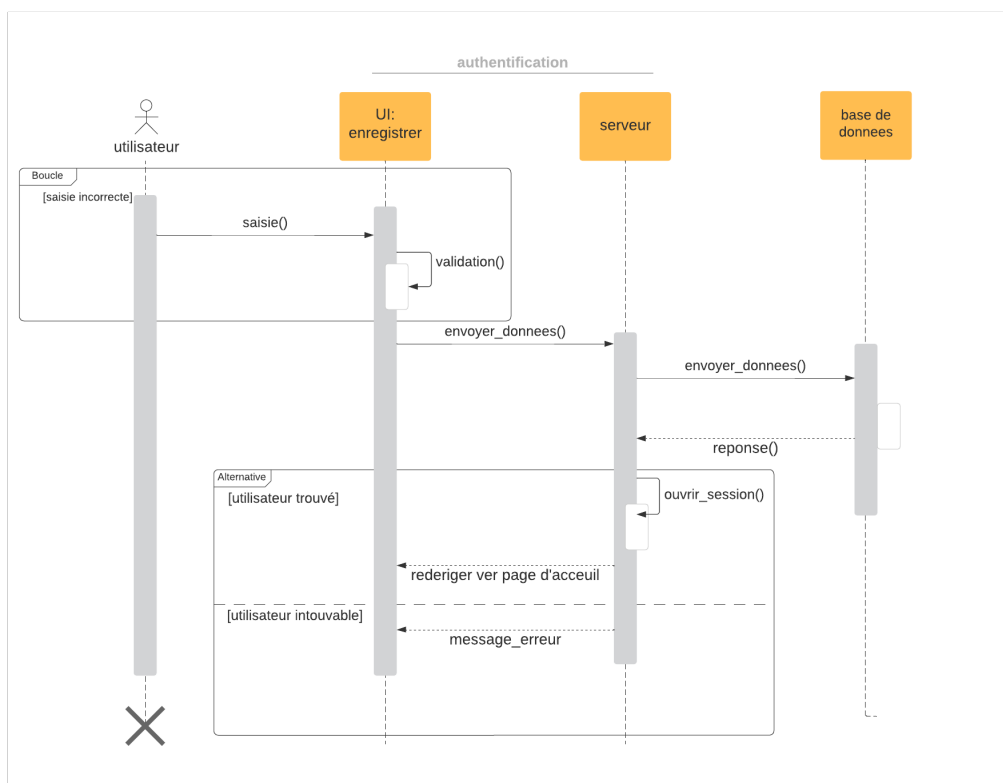 authentification
utilisateur
UI:
enregistrer
serveur
base de
donnees
Boucle
[saisie incorrecte]
saisie()
validation()
envoyer_donnees()
envoyer_donnees()
reponse()
Alternative
[utilisateur trouvé]
ouvrir_session()
rederiger ver page d'acceuil
[utilisateur intouvable]
message_erreur